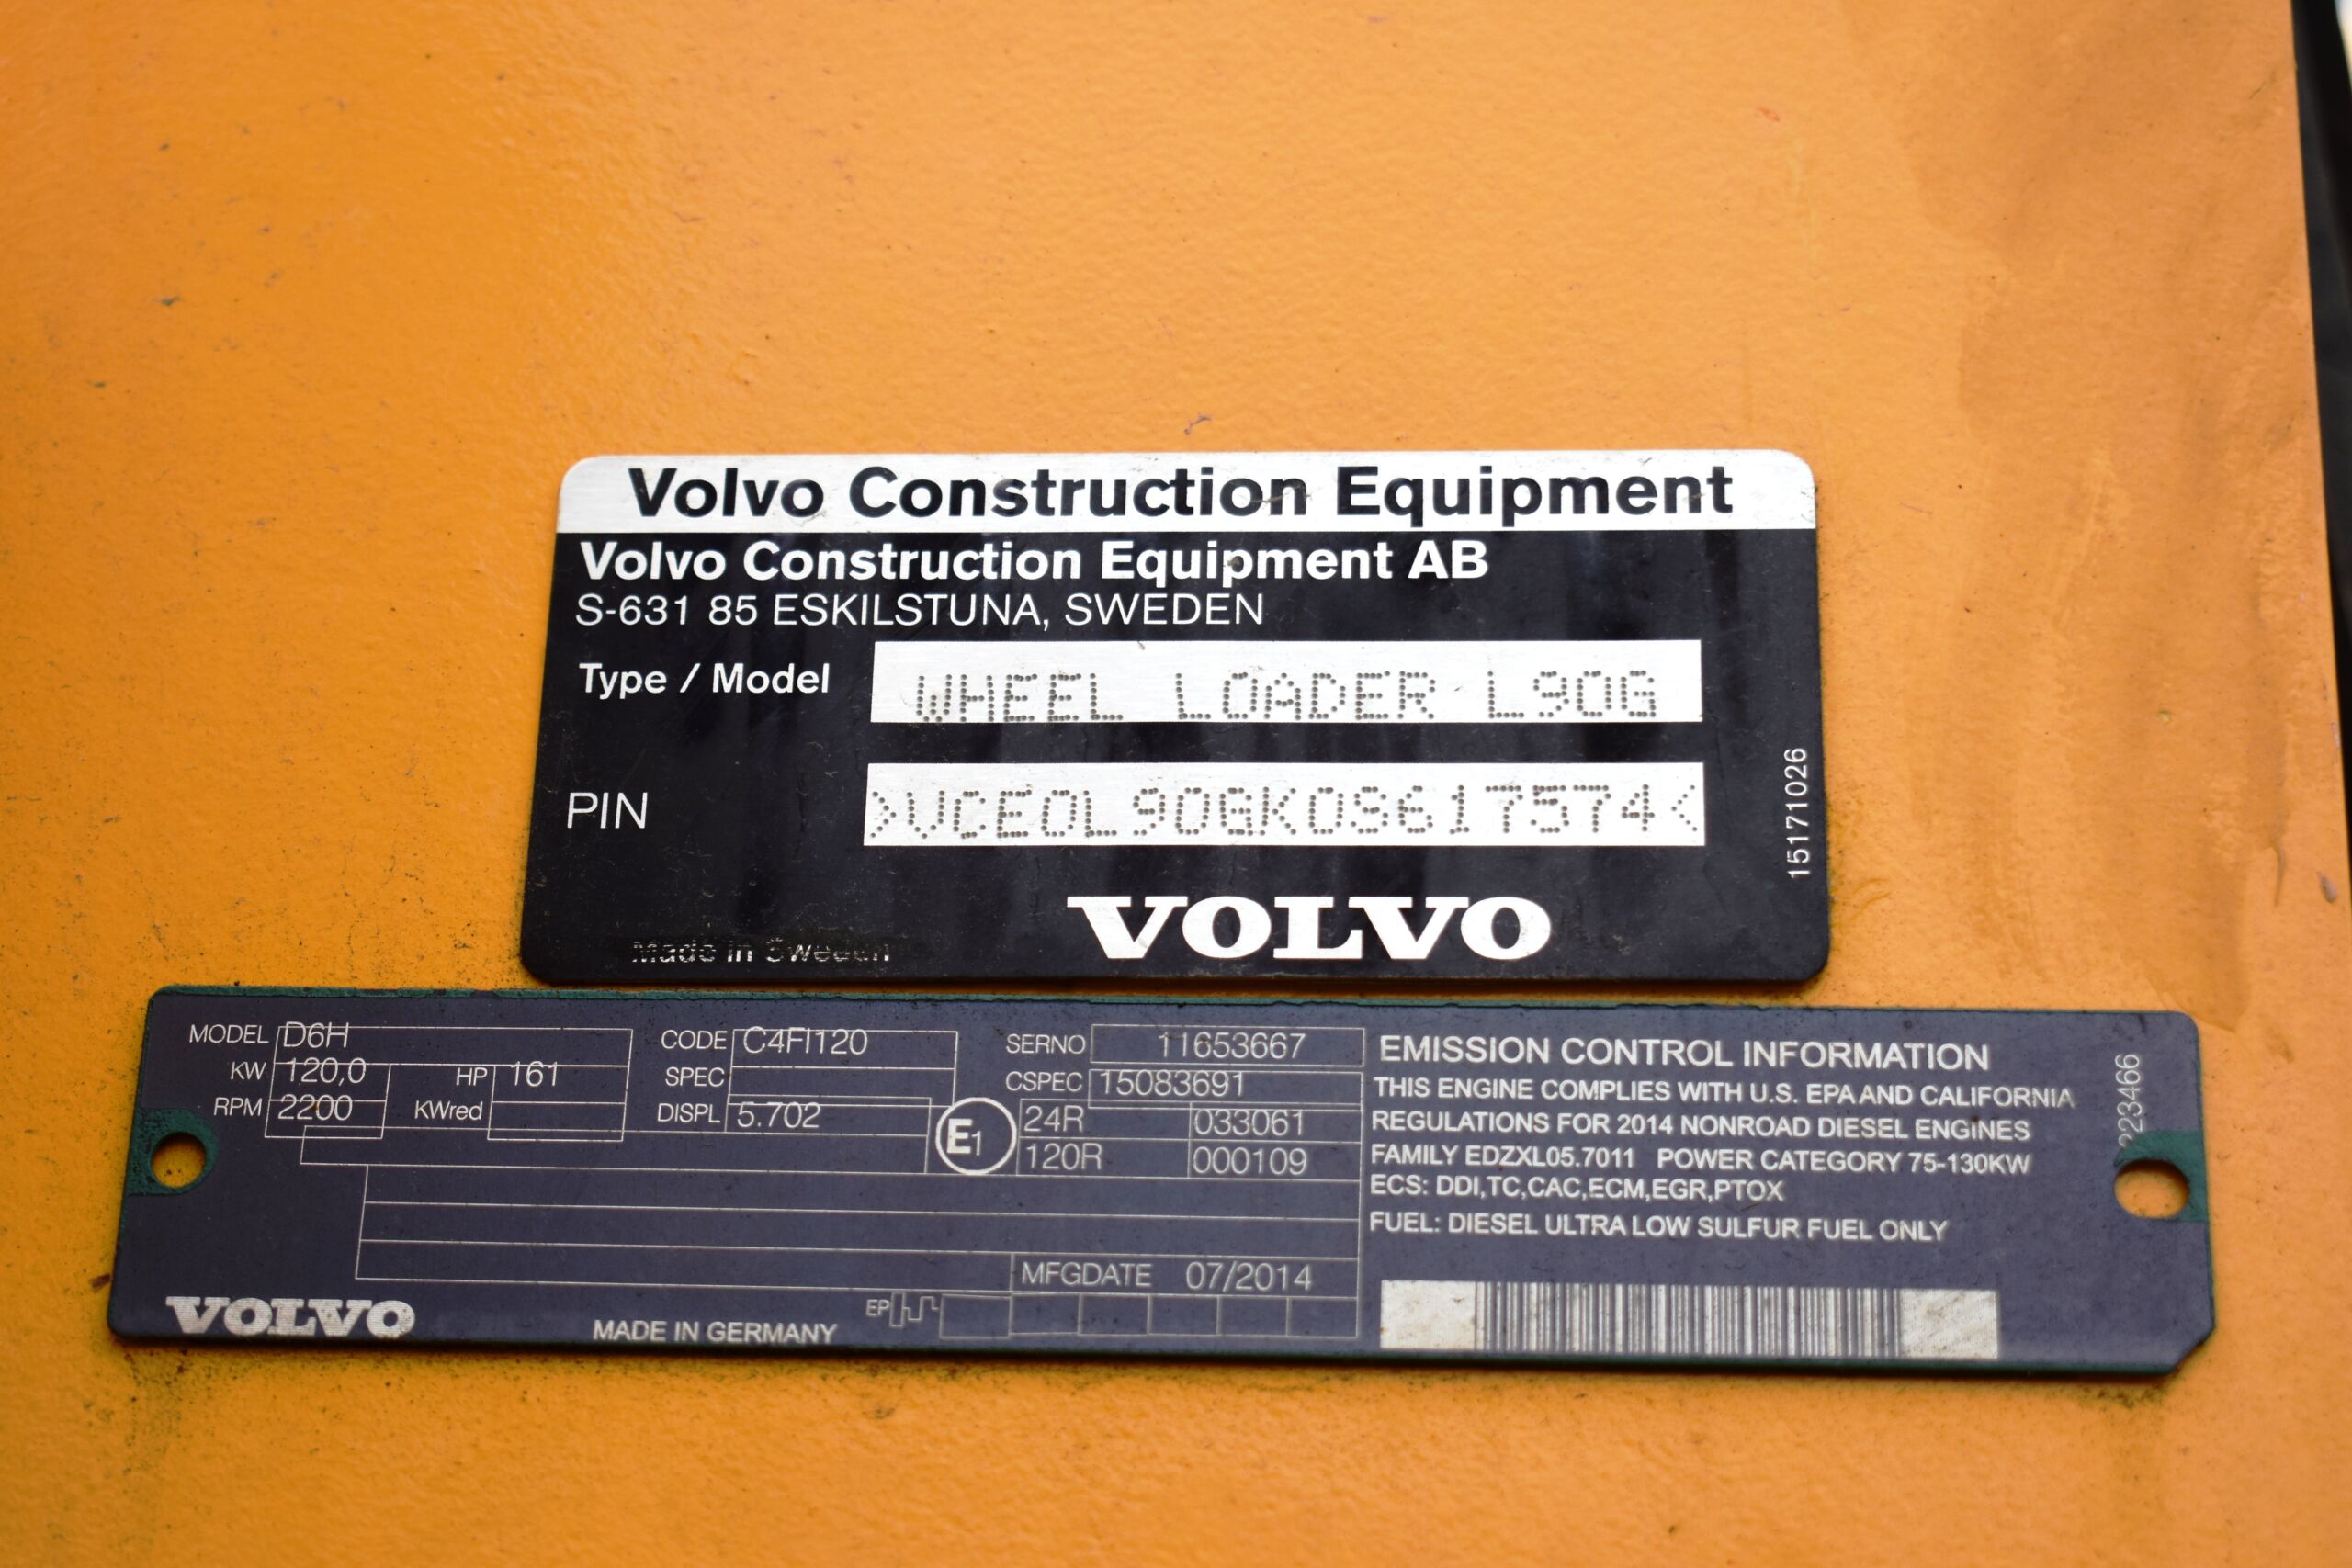 Volvo Construction Equipment
Volvo Construction Equipment AB
S-631 85 ESKILSTUNA, SWEDEN
Type / Model WHEEL LOADER L90G
PIN >VCE0L90GK0S617574<
15171026
Made in Sweden
VOLVO
MODEL D6H
KW 120,0 HP 161
RPM 2200 KWred
CODE C4FI120
SPEC
DISPL 5.702
SERNO 11653667
CSPEC 15083691
E1 24R 033061
120R 000109
MFGDATE 07/2014
EP
VOLVO
MADE IN GERMANY
EMISSION CONTROL INFORMATION
THIS ENGINE COMPLIES WITH U.S. EPA AND CALIFORNIA
REGULATIONS FOR 2014 NONROAD DIESEL ENGINES
FAMILY EDZXL05.7011 POWER CATEGORY 75-130KW
ECS: DDI,TC,CAC,ECM,EGR,PTOX
FUEL: DIESEL ULTRA LOW SULFUR FUEL ONLY
223466